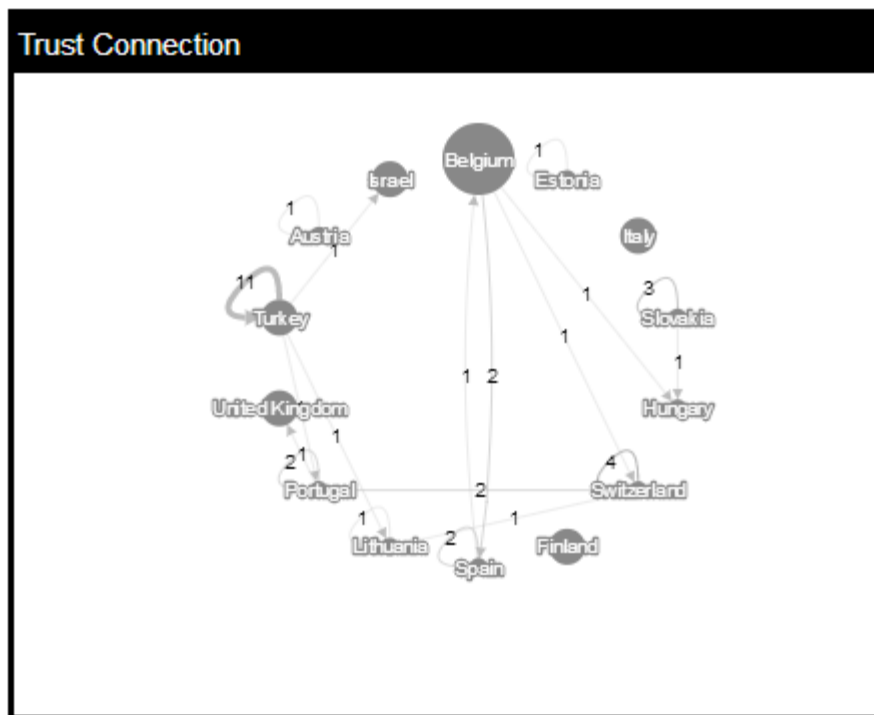 Trust Connection
Belgium
1
Estonia
Israel
1
Austria
1
Italy
11
Turkey
3
Slovakia
1
1
1
1
2
Hungary
United Kingdom
1
1
2
Portugal
2
4
Switzerland
1
1
Lithuania
2
Spain
Finland